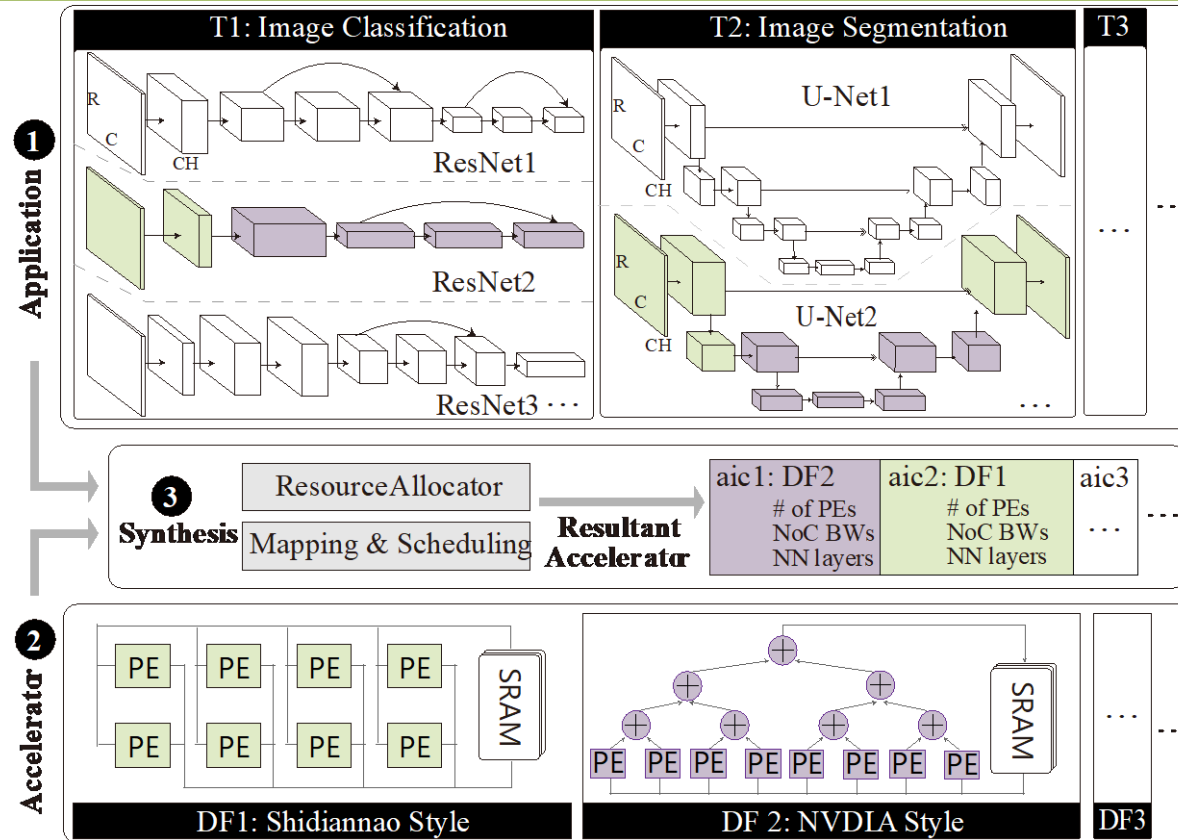 T1: Image Classification
T2: Image Segmentation
T3
R
C
CH
ResNet1
ResNet2
ResNet3 ...
R
C
CH
U-Net1
R
C
CH
U-Net2
...
...
...
1
Application
3
Synthesis
ResourceAllocator
Mapping & Scheduling
Resultant
Accelerator
aic1: DF2
# of PEs
NoC BWs
NN layers
aic2: DF1
# of PEs
NoC BWs
NN layers
aic3
...
...
2
Accelerator
PE PE PE PE
PE PE PE PE
SRAM
DF1: Shidiannao Style
+
+ +
+ + + +
PE PE PE PE PE PE PE PE
SRAM
DF 2: NVDIA Style
...
DF3
...